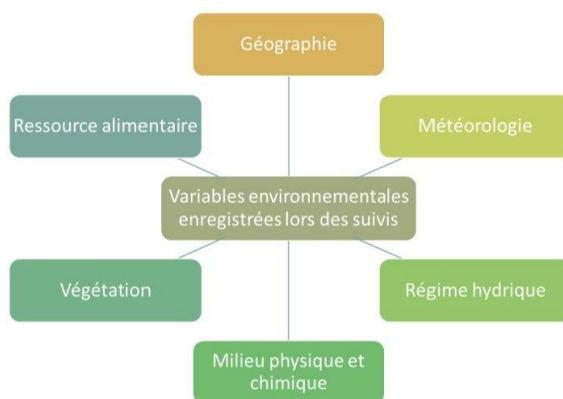 Géographie
Ressource alimentaire
Météorologie
Variables environnementales
enregistrées lors des suivis
Végétation
Régime hydrique
Milieu physique et
chimique